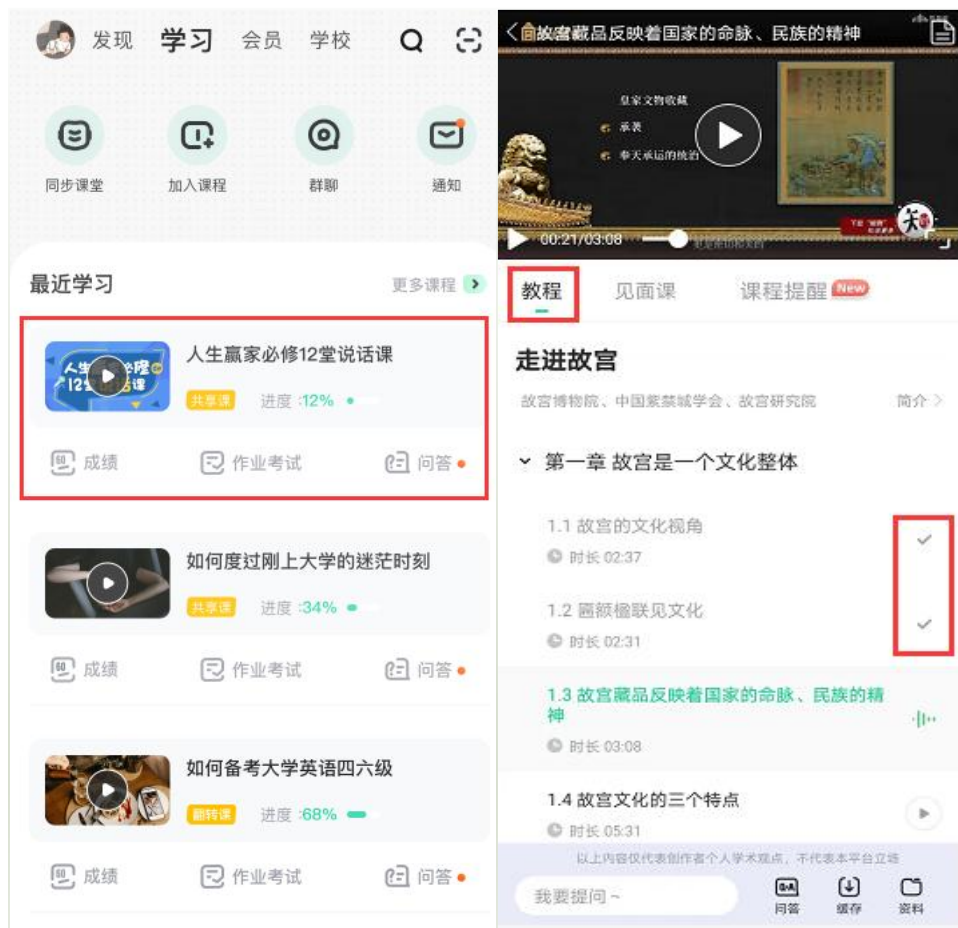 发现 学习 会员 学校
同步课堂 加入课程 群聊 通知
最近学习 更多课程
人生赢家必修12堂说话课
共享课 进度 :12%
成绩 作业考试 问答
如何度过刚上大学的迷茫时刻
共享课 进度 :34%
成绩 作业考试 问答
如何备考大学英语四六级
翻转课 进度 :68%
成绩 作业考试 问答
故宫藏品反映着国家的命脉、民族的精神
皇家文物收藏
承袭
奉天承运的统治
00:21/03:08
教程 见面课 课程提醒 New
走进故宫
故宫博物院、中国紫禁城学会、故宫研究院 简介
第一章 故宫是一个文化整体
1.1 故宫的文化视角
时长 02:37
1.2 匾额楹联见文化
时长 02:31
1.3 故宫藏品反映着国家的命脉、民族的精
神
时长 03:08
1.4 故宫文化的三个特点
时长 05:31
以上内容仅代表创作者个人学术观点，不代表本平台立场
我要提问~
问答 缓存 资料